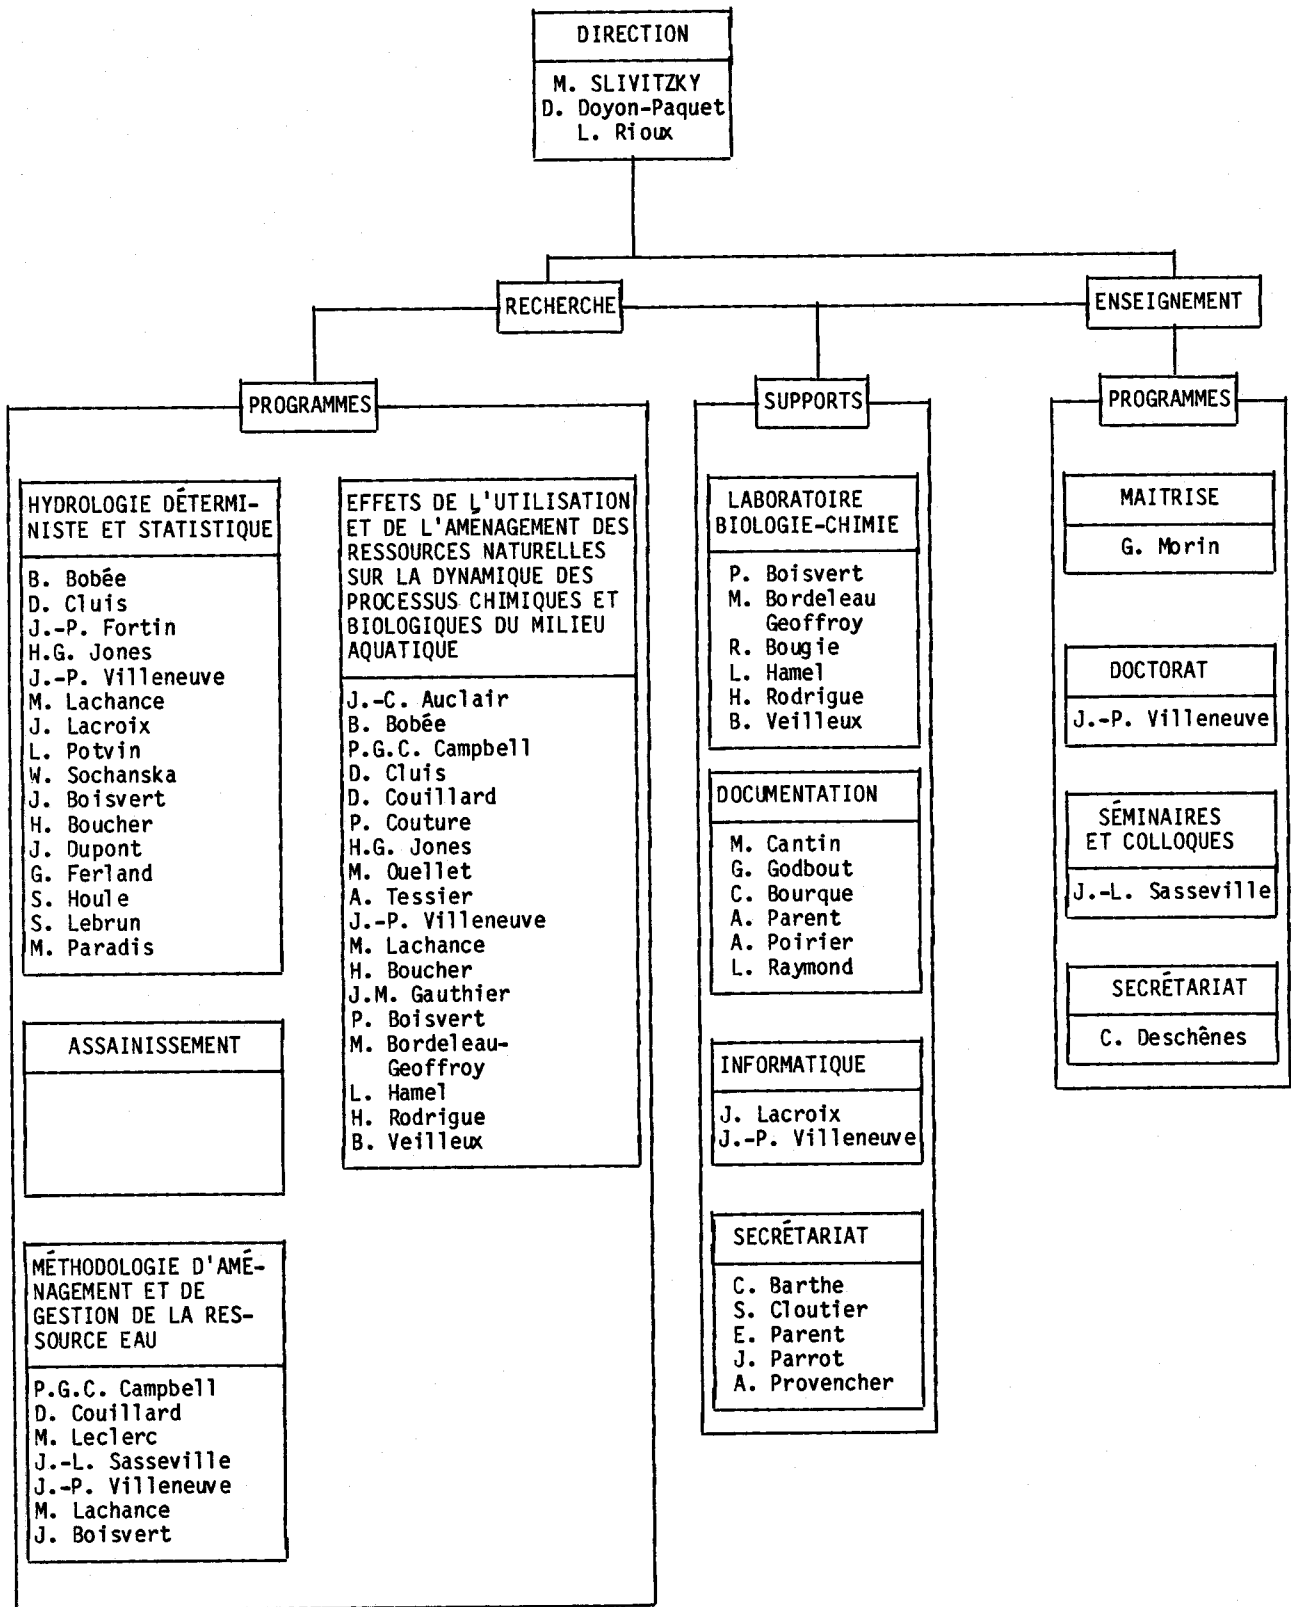 DIRECTION
M. SLIVITZKY
D. Doyon-Paquet
L. Rioux
RECHERCHE
ENSEIGNEMENT
PROGRAMMES
SUPPORTS
PROGRAMMES
HYDROLOGIE DÉTERMI-
NISTE ET STATISTIQUE
B. Bobée
D. Cluis
J.-P. Fortin
H.G. Jones
J.-P. Villeneuve
M. Lachance
J. Lacroix
L. Potvin
W. Sochanska
J. Boisvert
H. Boucher
J. Dupont
G. Ferland
S. Houle
S. Lebrun
M. Paradis
ASSAINISSEMENT
MÉTHODOLOGIE D'AMÉ-
NAGEMENT ET DE
GESTION DE LA RES-
SOURCE EAU
P.G.C. Campbell
D. Couillard
M. Leclerc
J.-L. Sasseville
J.-P. Villeneuve
M. Lachance
J. Boisvert
EFFETS DE L'UTILISATION
ET DE L'AMÉNAGEMENT DES
RESSOURCES NATURELLES
SUR LA DYNAMIQUE DES
PROCESSUS CHIMIQUES ET
BIOLOGIQUES DU MILIEU
AQUATIQUE
J.-C. Auclair
B. Bobée
P.G.C. Campbell
D. Cluis
D. Couillard
P. Couture
H.G. Jones
M. Ouellet
A. Tessier
J.-P. Villeneuve
M. Lachance
H. Boucher
J.M. Gauthier
P. Boisvert
M. Bordeleau-
Geoffroy
L. Hamel
H. Rodrigue
B. Veilleux
LABORATOIRE
BIOLOGIE-CHIMIE
P. Boisvert
M. Bordeleau
Geoffroy
R. Bougie
L. Hamel
H. Rodrigue
B. Veilleux
DOCUMENTATION
M. Cantin
G. Godbout
C. Bourque
A. Parent
A. Poirier
L. Raymond
INFORMATIQUE
J. Lacroix
J.-P. Villeneuve
SECRÉTARIAT
C. Barthe
S. Cloutier
E. Parent
J. Parrot
A. Provencher
MAITRISE
G. Morin
DOCTORAT
J.-P. Villeneuve
SÉMINAIRES
ET COLLOQUES
J.-L. Sasseville
SECRÉTARIAT
C. Deschênes